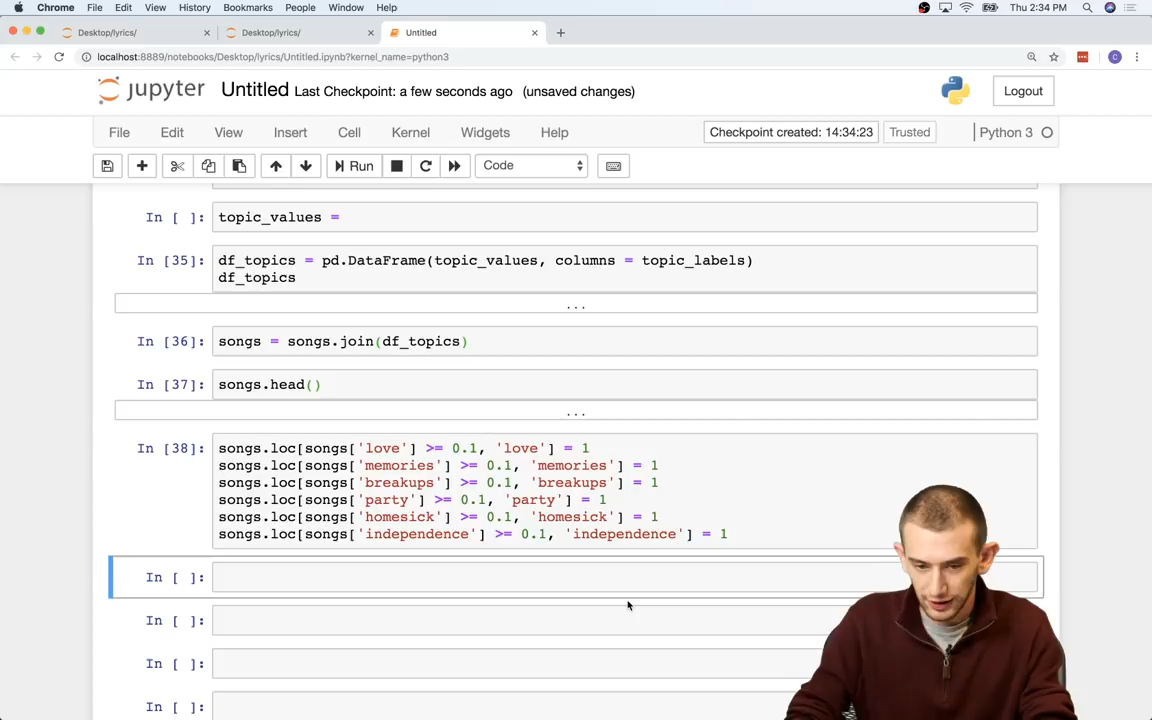 Chrome File Edit View History Bookmarks People Window Help Thu 2:34 PM
Desktop/lyrics/ Desktop/lyrics/ Untitled
localhost:8889/notebooks/Desktop/lyrics/Untitled.ipynb?kernel_name=python3 C
jupyter Untitled Last Checkpoint: a few seconds ago (unsaved changes) Logout
File Edit View Insert Cell Kernel Widgets Help Checkpoint created: 14:34:23 Trusted Python 3
Run Code
In [ ]: topic_values =
In [35]: df_topics = pd.DataFrame(topic_values, columns = topic_labels)
df_topics
...
In [36]: songs = songs.join(df_topics)
In [37]: songs.head()
...
In [38]: songs.loc[songs['love'] >= 0.1, 'love'] = 1
songs.loc[songs['memories'] >= 0.1, 'memories'] = 1
songs.loc[songs['breakups'] >= 0.1, 'breakups'] = 1
songs.loc[songs['party'] >= 0.1, 'party'] = 1
songs.loc[songs['homesick'] >= 0.1, 'homesick'] = 1
songs.loc[songs['independence'] >= 0.1, 'independence'] = 1
In [ ]:
In [ ]:
In [ ]:
In [ ]: